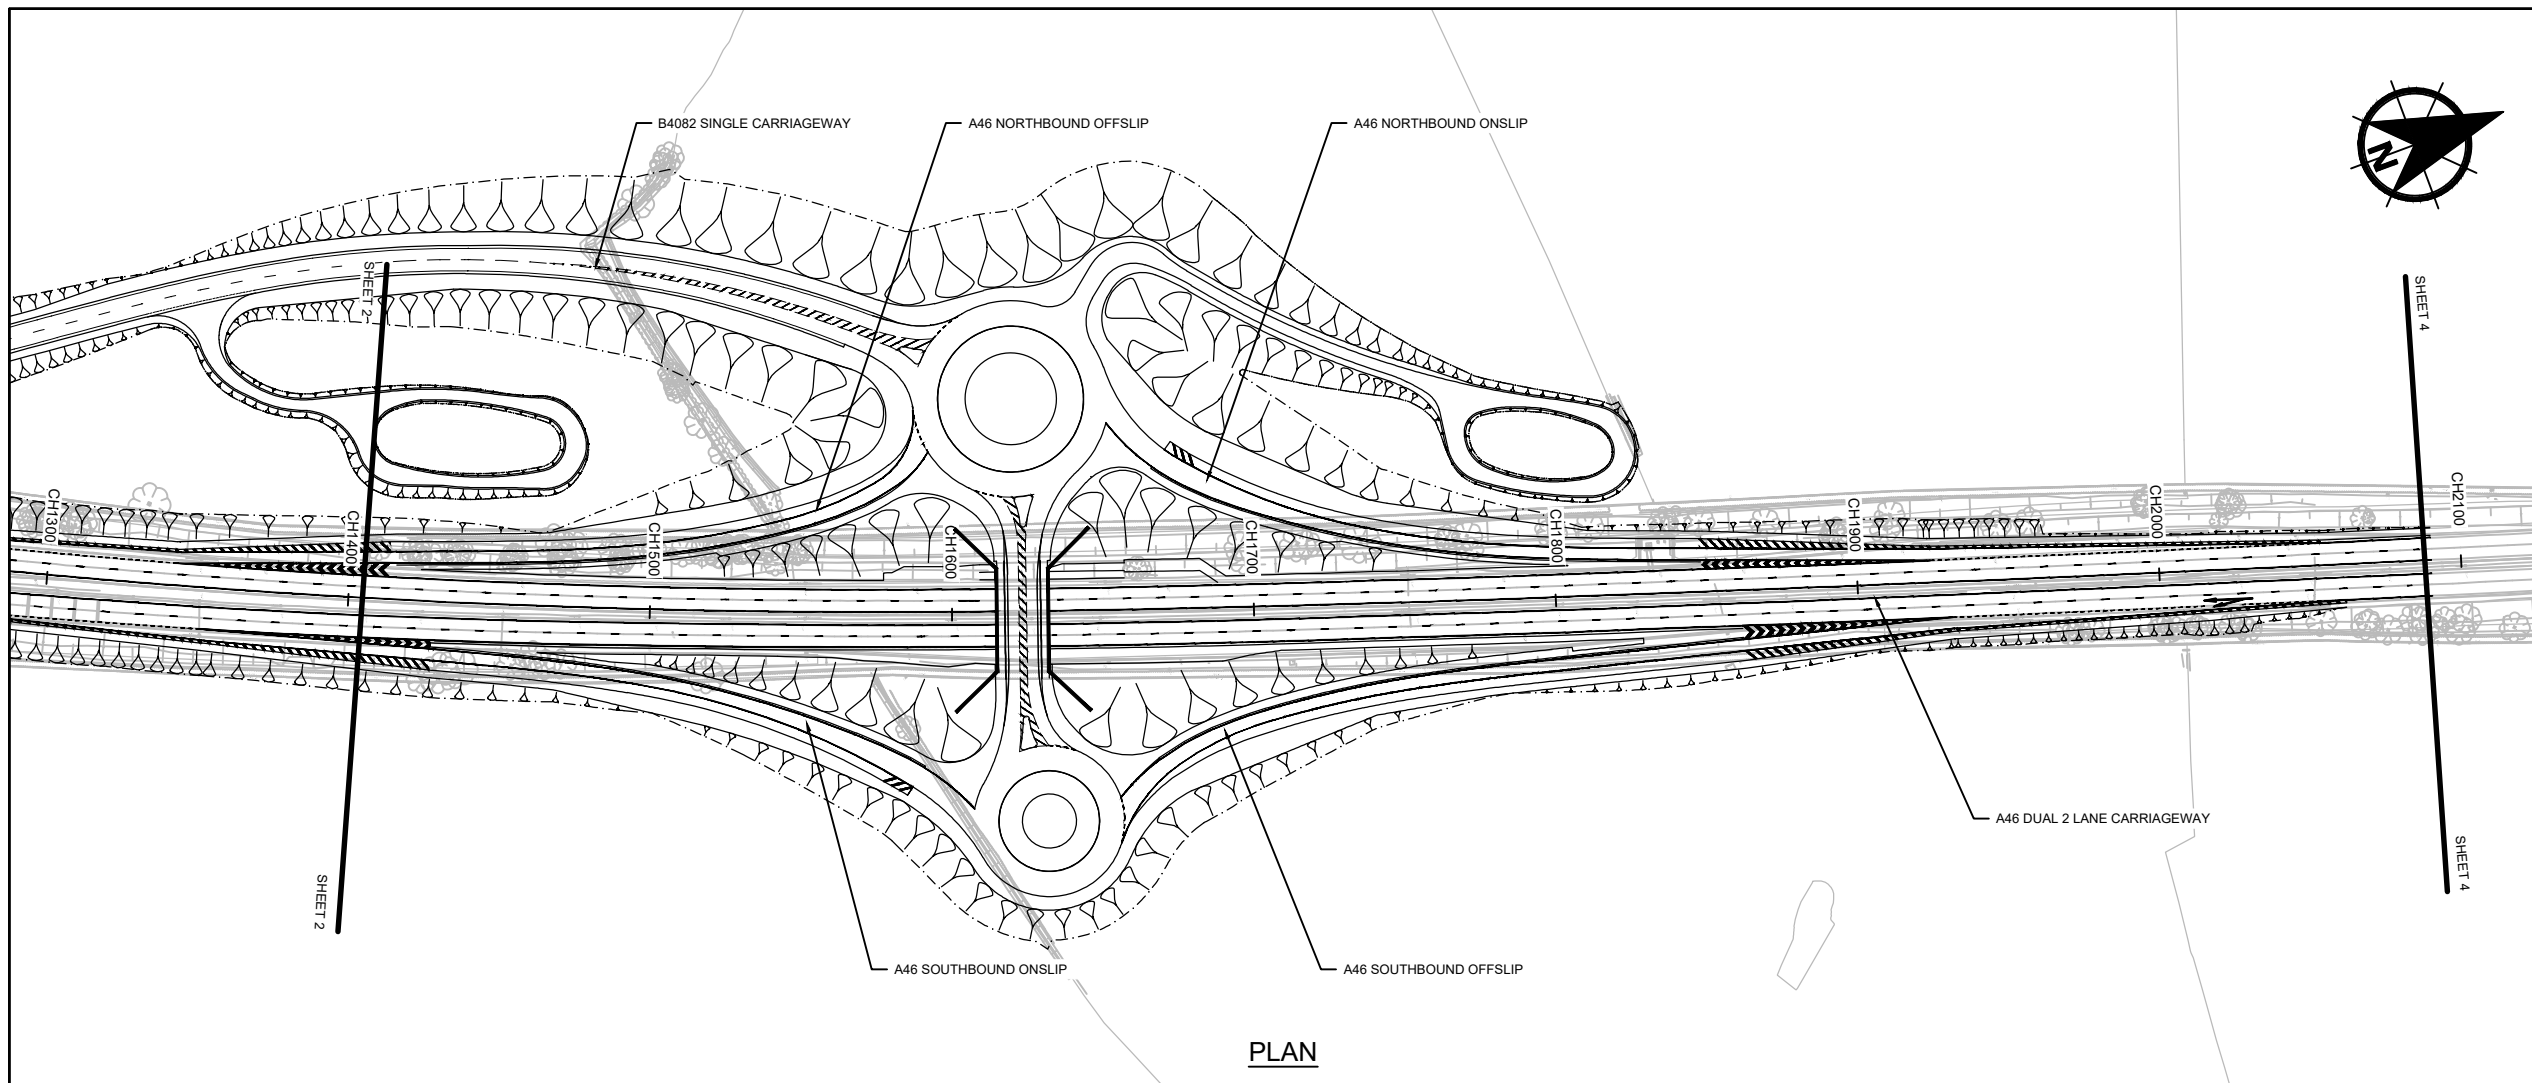 B4082 SINGLE CARRIAGEWAY
A46 NORTHBOUND OFFSLIP
A46 NORTHBOUND ONSLIP
N
SHEET 2
SHEET 4
CH1300
CH1400
CH1500
CH1600
CH1700
CH1800
CH1900
CH2000
CH2100
A46 DUAL 2 LANE CARRIAGEWAY
SHEET 2
SHEET 4
A46 SOUTHBOUND ONSLIP
A46 SOUTHBOUND OFFSLIP
PLAN